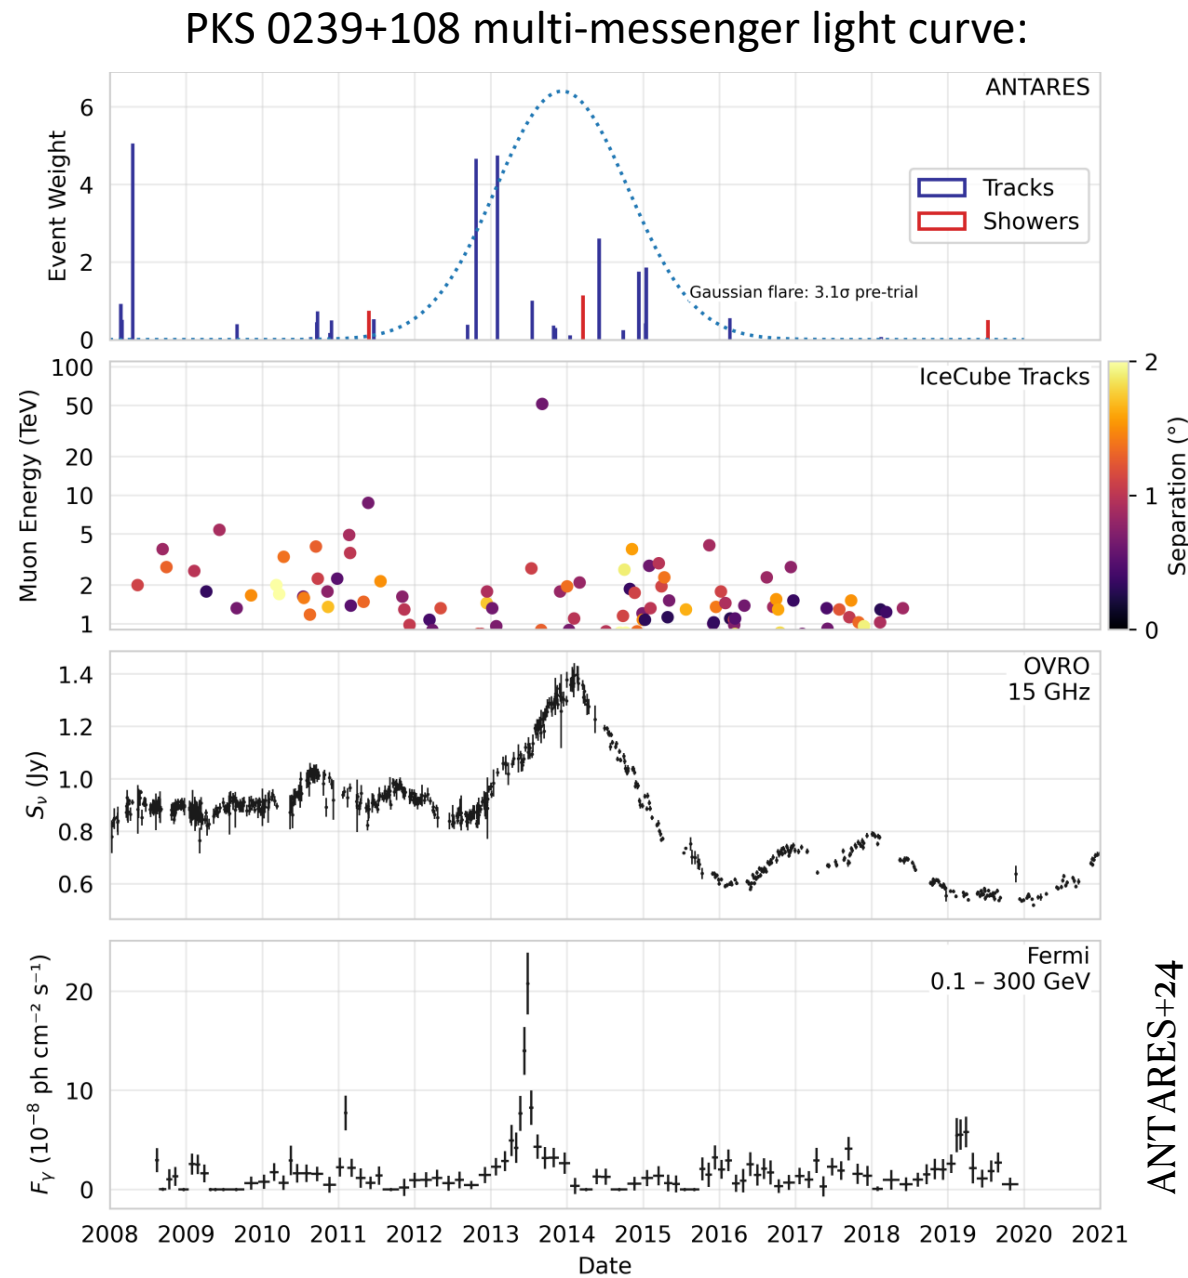 PKS 0239+108 multi-messenger light curve:
ANTARES
Event Weight
6
4
2
0
Tracks
Showers
Gaussian flare: 3.1σ pre-trial
IceCube Tracks
Muon Energy (TeV)
100
50
20
10
5
2
1
2
1
0
Separation (°)
OVRO
15 GHz
Sν (Jy)
1.4
1.2
1.0
0.8
0.6
Fermi
0.1 – 300 GeV
Fγ (10⁻⁸ ph cm⁻² s⁻¹)
20
10
0
2008 2009 2010 2011 2012 2013 2014 2015 2016 2017 2018 2019 2020 2021
Date
ANTARES+24